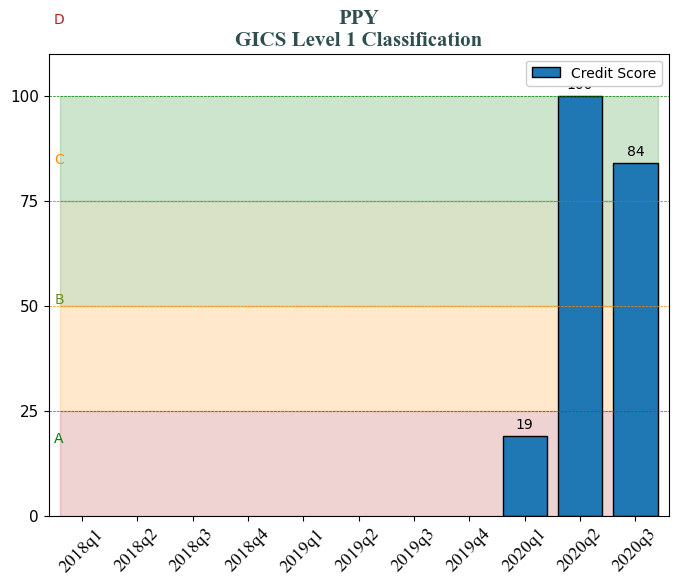 D
PPY
GICS Level 1 Classification
Credit Score
100
100
C
84
75
B
50
25
19
A
0
2018q1
2018q2
2018q3
2018q4
2019q1
2019q2
2019q3
2019q4
2020q1
2020q2
2020q3